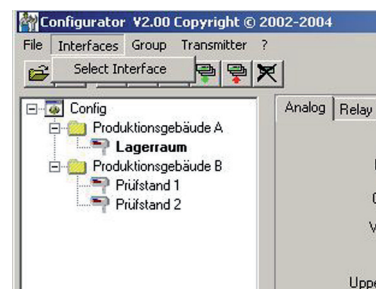 Configurator V2.00 Copyright © 2002-2004
File Interfaces Group Transmitter ?
Select Interface
Config
Produktionsgebäude A
Lagerraum
Produktionsgebäude B
Prüfstand 1
Prüfstand 2
Analog Relay
Uppe